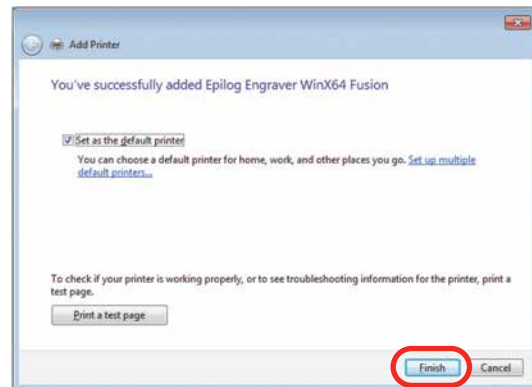 Add Printer
You've successfully added Epilog Engraver WinX64 Fusion
Set as the default printer
You can choose a default printer for home, work, and other places you go. Set up multiple
default printers...
To check if your printer is working properly, or to see troubleshooting information for the printer, print a
test page.
Print a test page
Finish Cancel